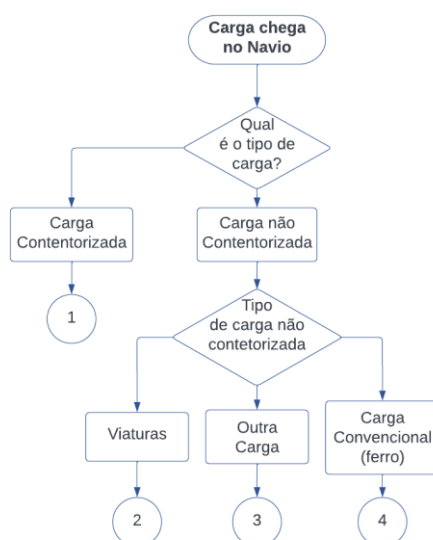 Carga chega
no Navio
Qual
é o tipo de
carga?
Carga
Contentorizada
Carga não
Contentorizada
1
Tipo
de carga não
contetorizada
Viaturas
Outra
Carga
Carga
Convencional
(ferro)
2
3
4